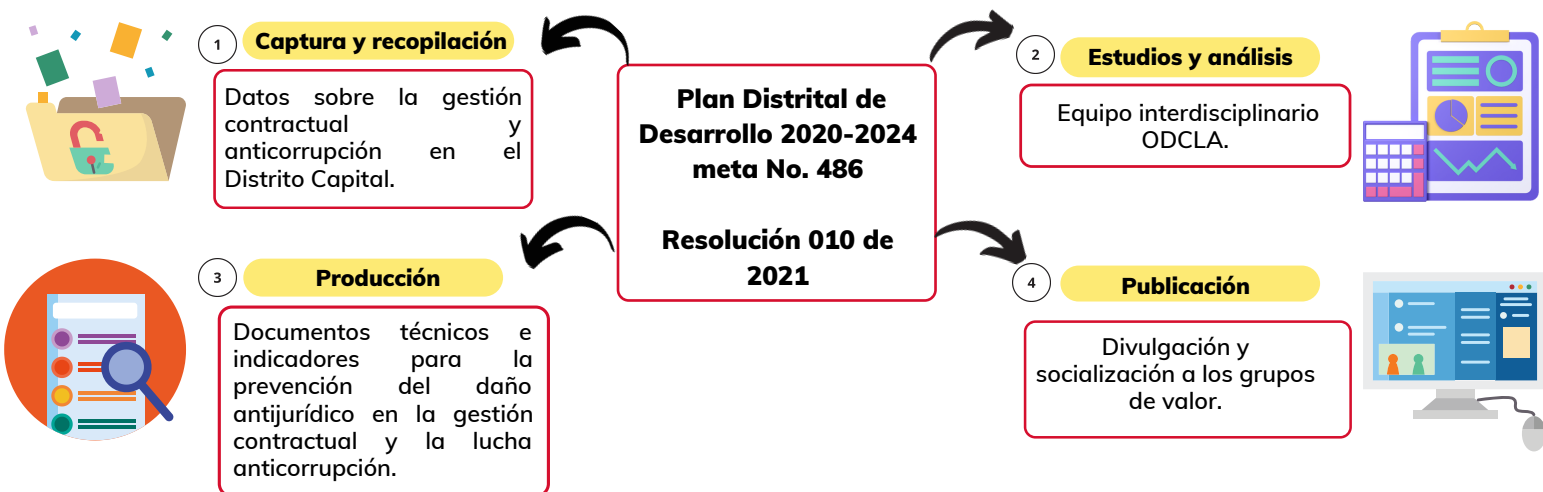 Plan Distrital de
Desarrollo 2020-2024
meta No. 486
Resolución 010 de
2021
1
Captura y recopilación
Datos sobre la gestión
contractual y
anticorrupción en el
Distrito Capital.
2
Estudios y análisis
Equipo interdisciplinario
ODCLA.
3
Producción
Documentos técnicos e
indicadores para la
prevención del daño
antijurídico en la gestión
contractual y la lucha
anticorrupción.
4
Publicación
Divulgación y
socialización a los grupos
de valor.